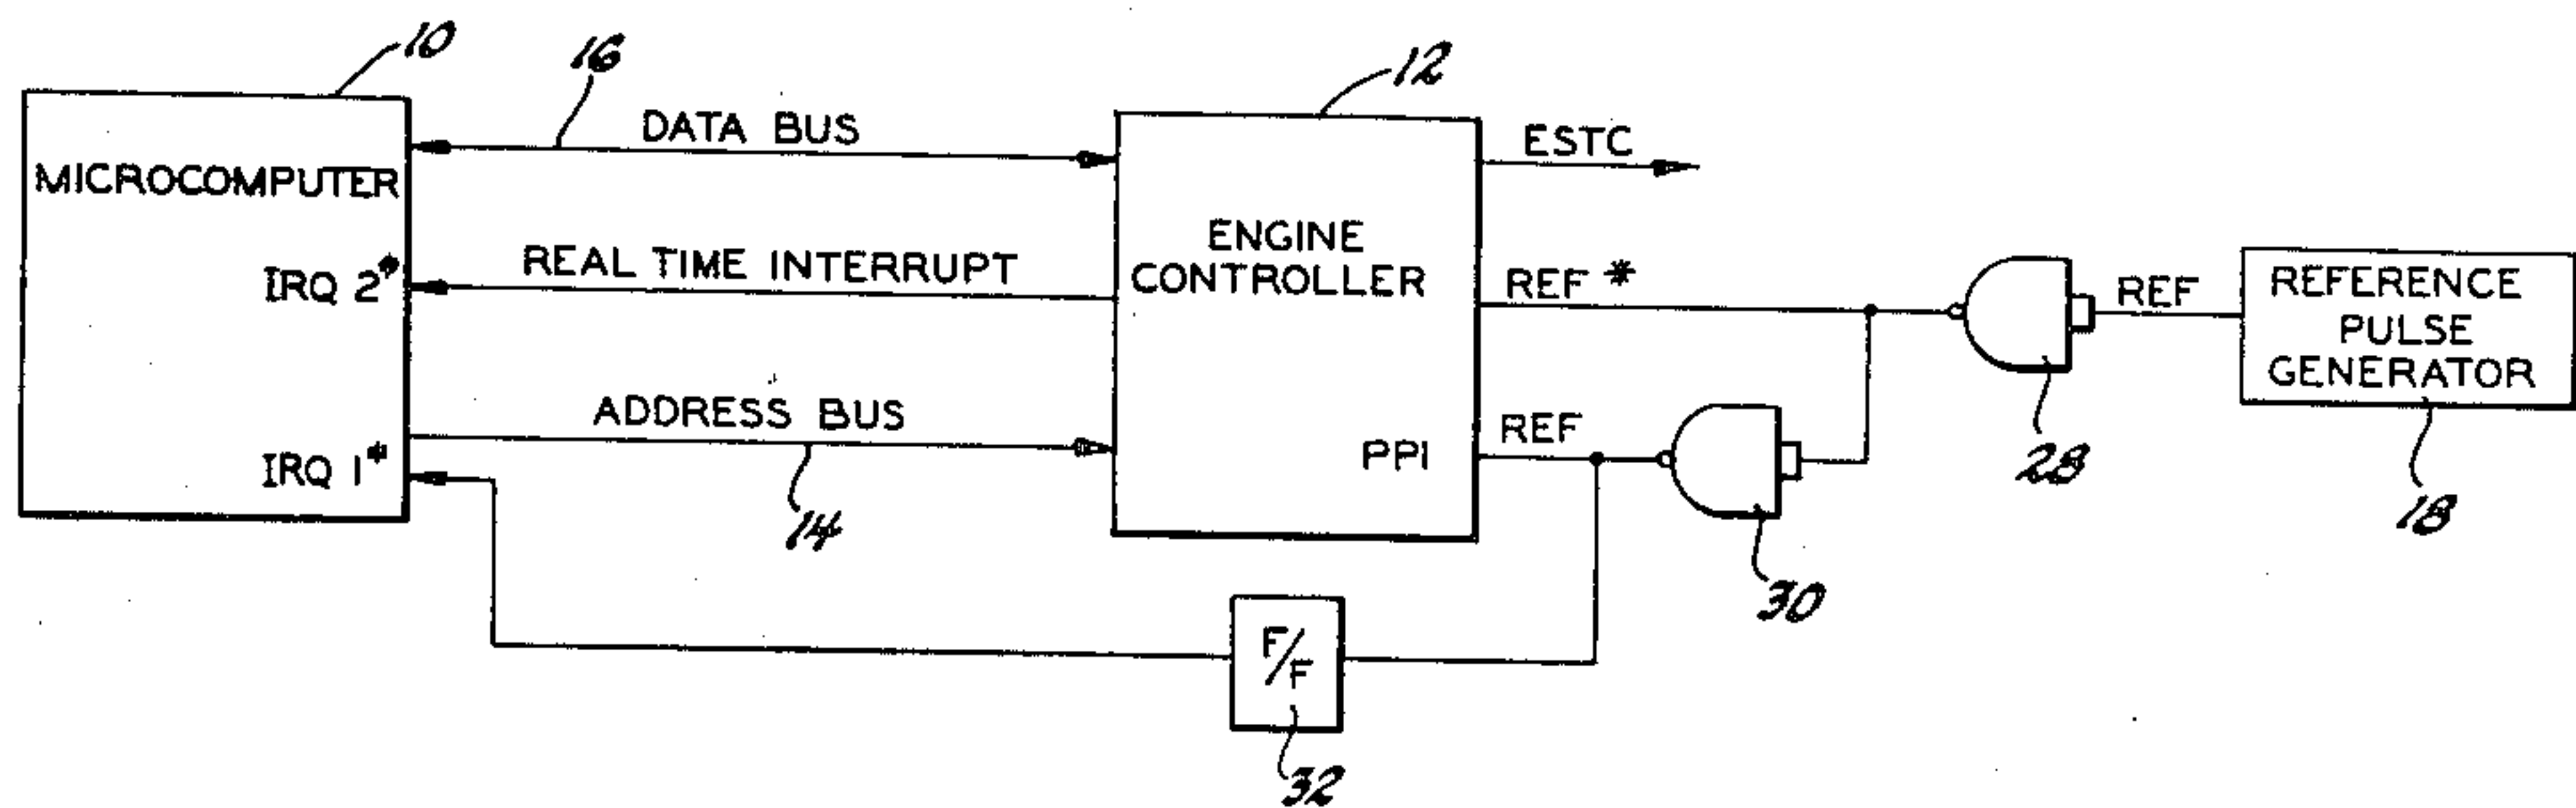 10
16
12
DATA BUS
ESTC
MICROCOMPUTER
ENGINE
CONTROLLER
REAL TIME INTERRUPT
IRQ 2*
REF *
REF
REFERENCE
PULSE
GENERATOR
ADDRESS BUS
REF
PPI
IRQ 1*
14
28
18
30
F/F
32